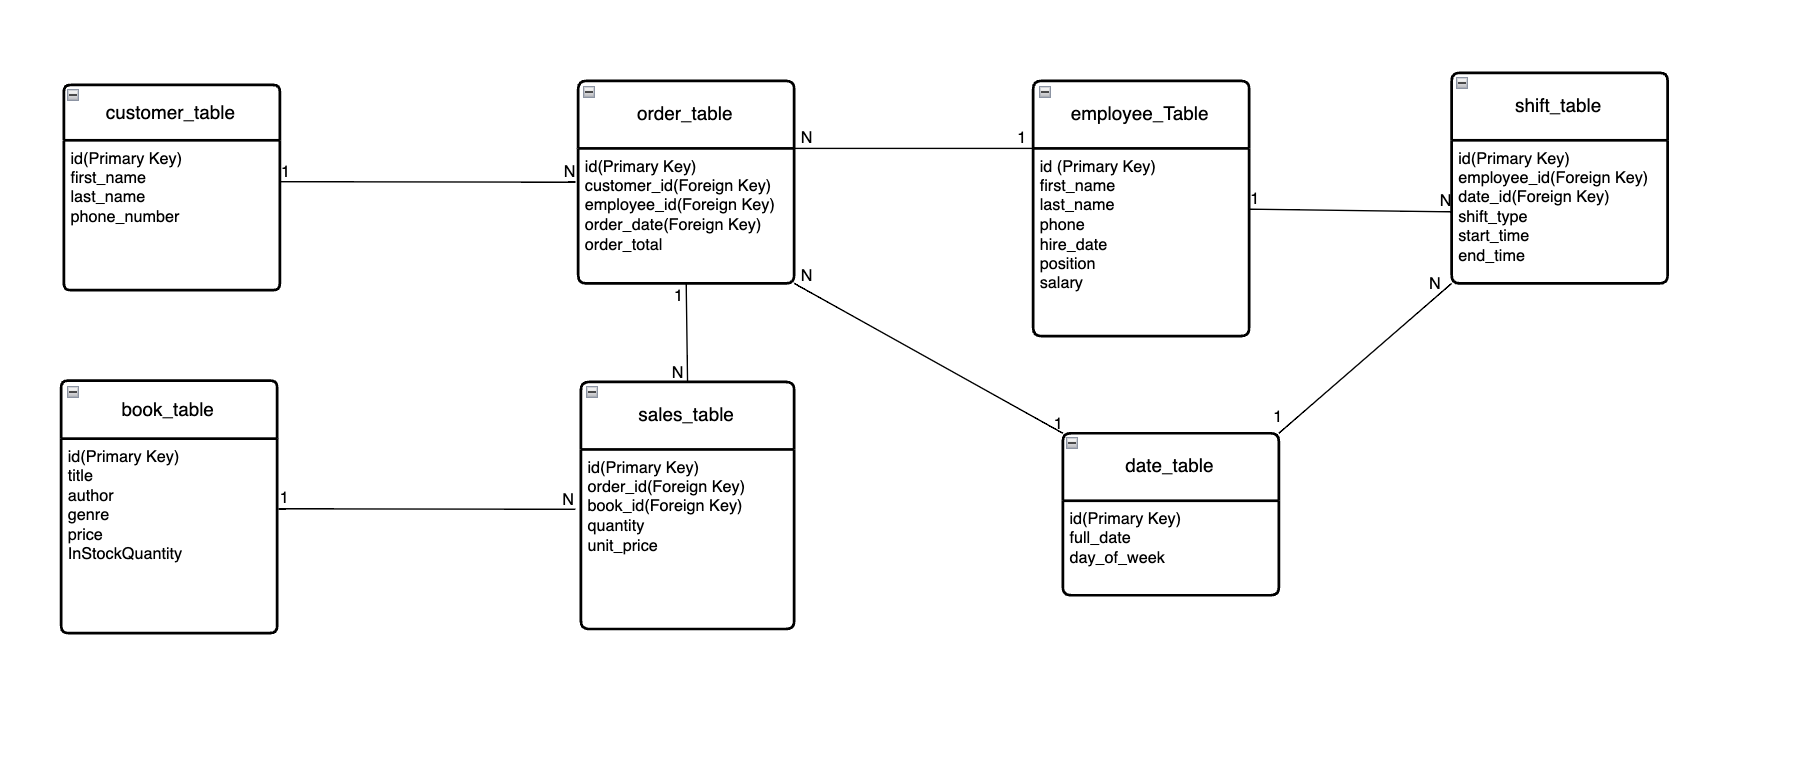 customer_table
id(Primary Key)
first_name
last_name
phone_number
1
N
order_table
id(Primary Key)
customer_id(Foreign Key)
employee_id(Foreign Key)
order_date(Foreign Key)
order_total
N
1
employee_Table
id (Primary Key)
first_name
last_name
phone
hire_date
position
salary
1
N
shift_table
id(Primary Key)
employee_id(Foreign Key)
date_id(Foreign Key)
shift_type
start_time
end_time
1
N
N
1
N
1
book_table
id(Primary Key)
title
author
genre
price
InStockQuantity
1
N
sales_table
id(Primary Key)
order_id(Foreign Key)
book_id(Foreign Key)
quantity
unit_price
date_table
id(Primary Key)
full_date
day_of_week